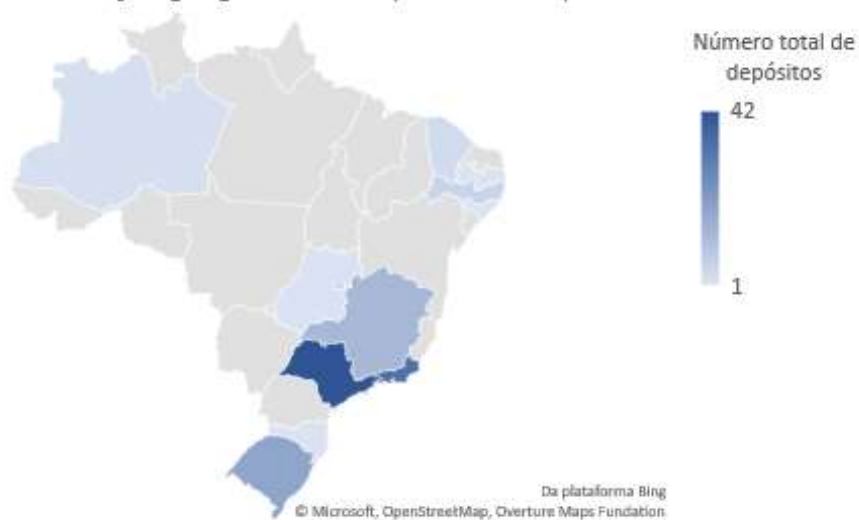 Número total de
depósitos
42
1
Da plataforma Bing
© Microsoft, OpenStreetMap, Overture Maps Fundation